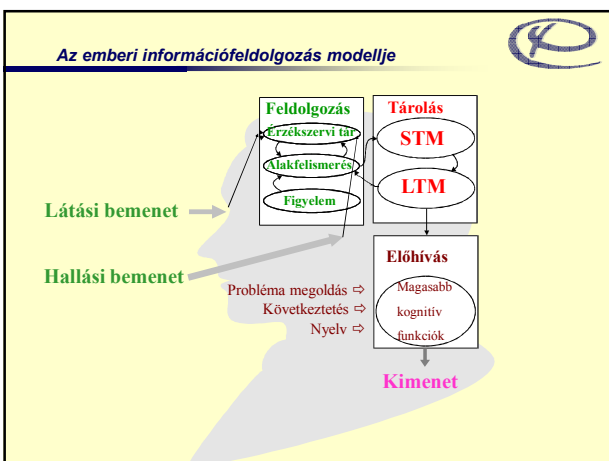 Az emberi információfeldolgozás modellje
Feldolgozás
Érzékszervi tár
Alakfelismerés
Figyelem
Tárolás
STM
LTM
Látási bemenet
Hallási bemenet
Előhívás
Probléma megoldás ⇨
Következtetés ⇨
Nyelv ⇨
Magasabb
kognitív
funkciók
Kimenet